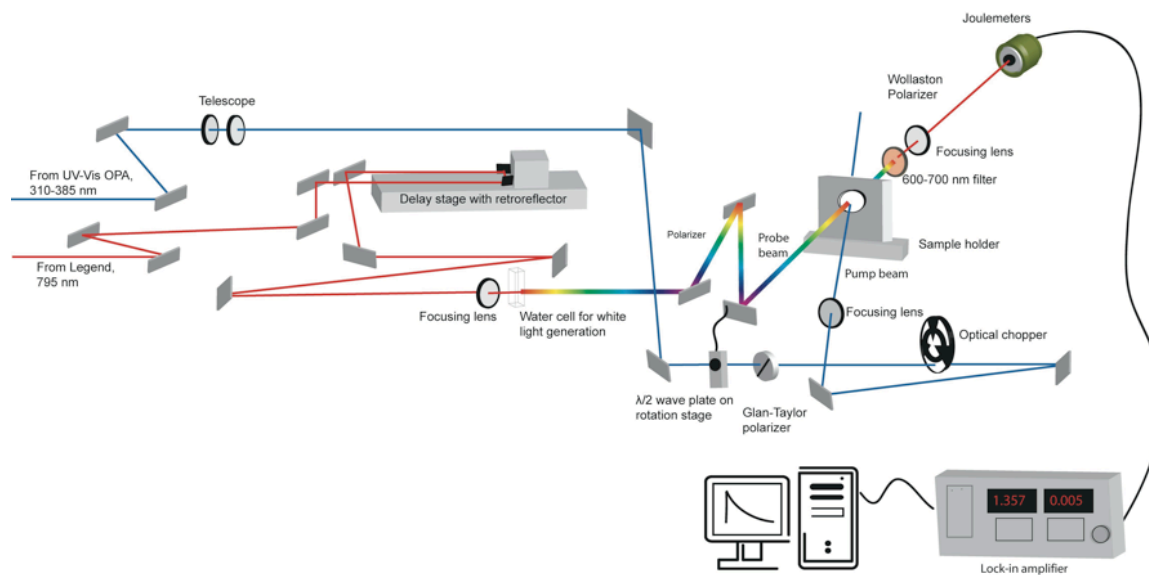 Joulemeters
Wollaston
Polarizer
Telescope
Focusing lens
600-700 nm filter
From UV-Vis OPA,
310-385 nm
Delay stage with retroreflector
Polarizer
Probe
beam
Sample holder
From Legend,
795 nm
Pump beam
Focusing lens
Water cell for white
light generation
Focusing lens
Optical chopper
λ/2 wave plate on
rotation stage
Glan-Taylor
polarizer
1.357
0.005
Lock-in amplifier